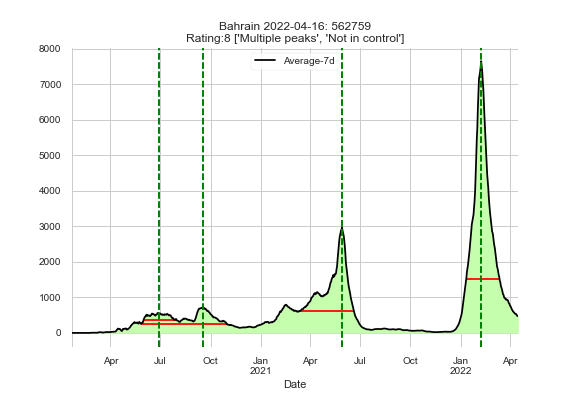 Bahrain 2022-04-16: 562759
Rating:8 ['Multiple peaks', 'Not in control']
Average-7d
8000
7000
6000
5000
4000
3000
2000
1000
0
Apr Jul Oct Jan Apr Jul Oct Jan Apr
2021 2022
Date